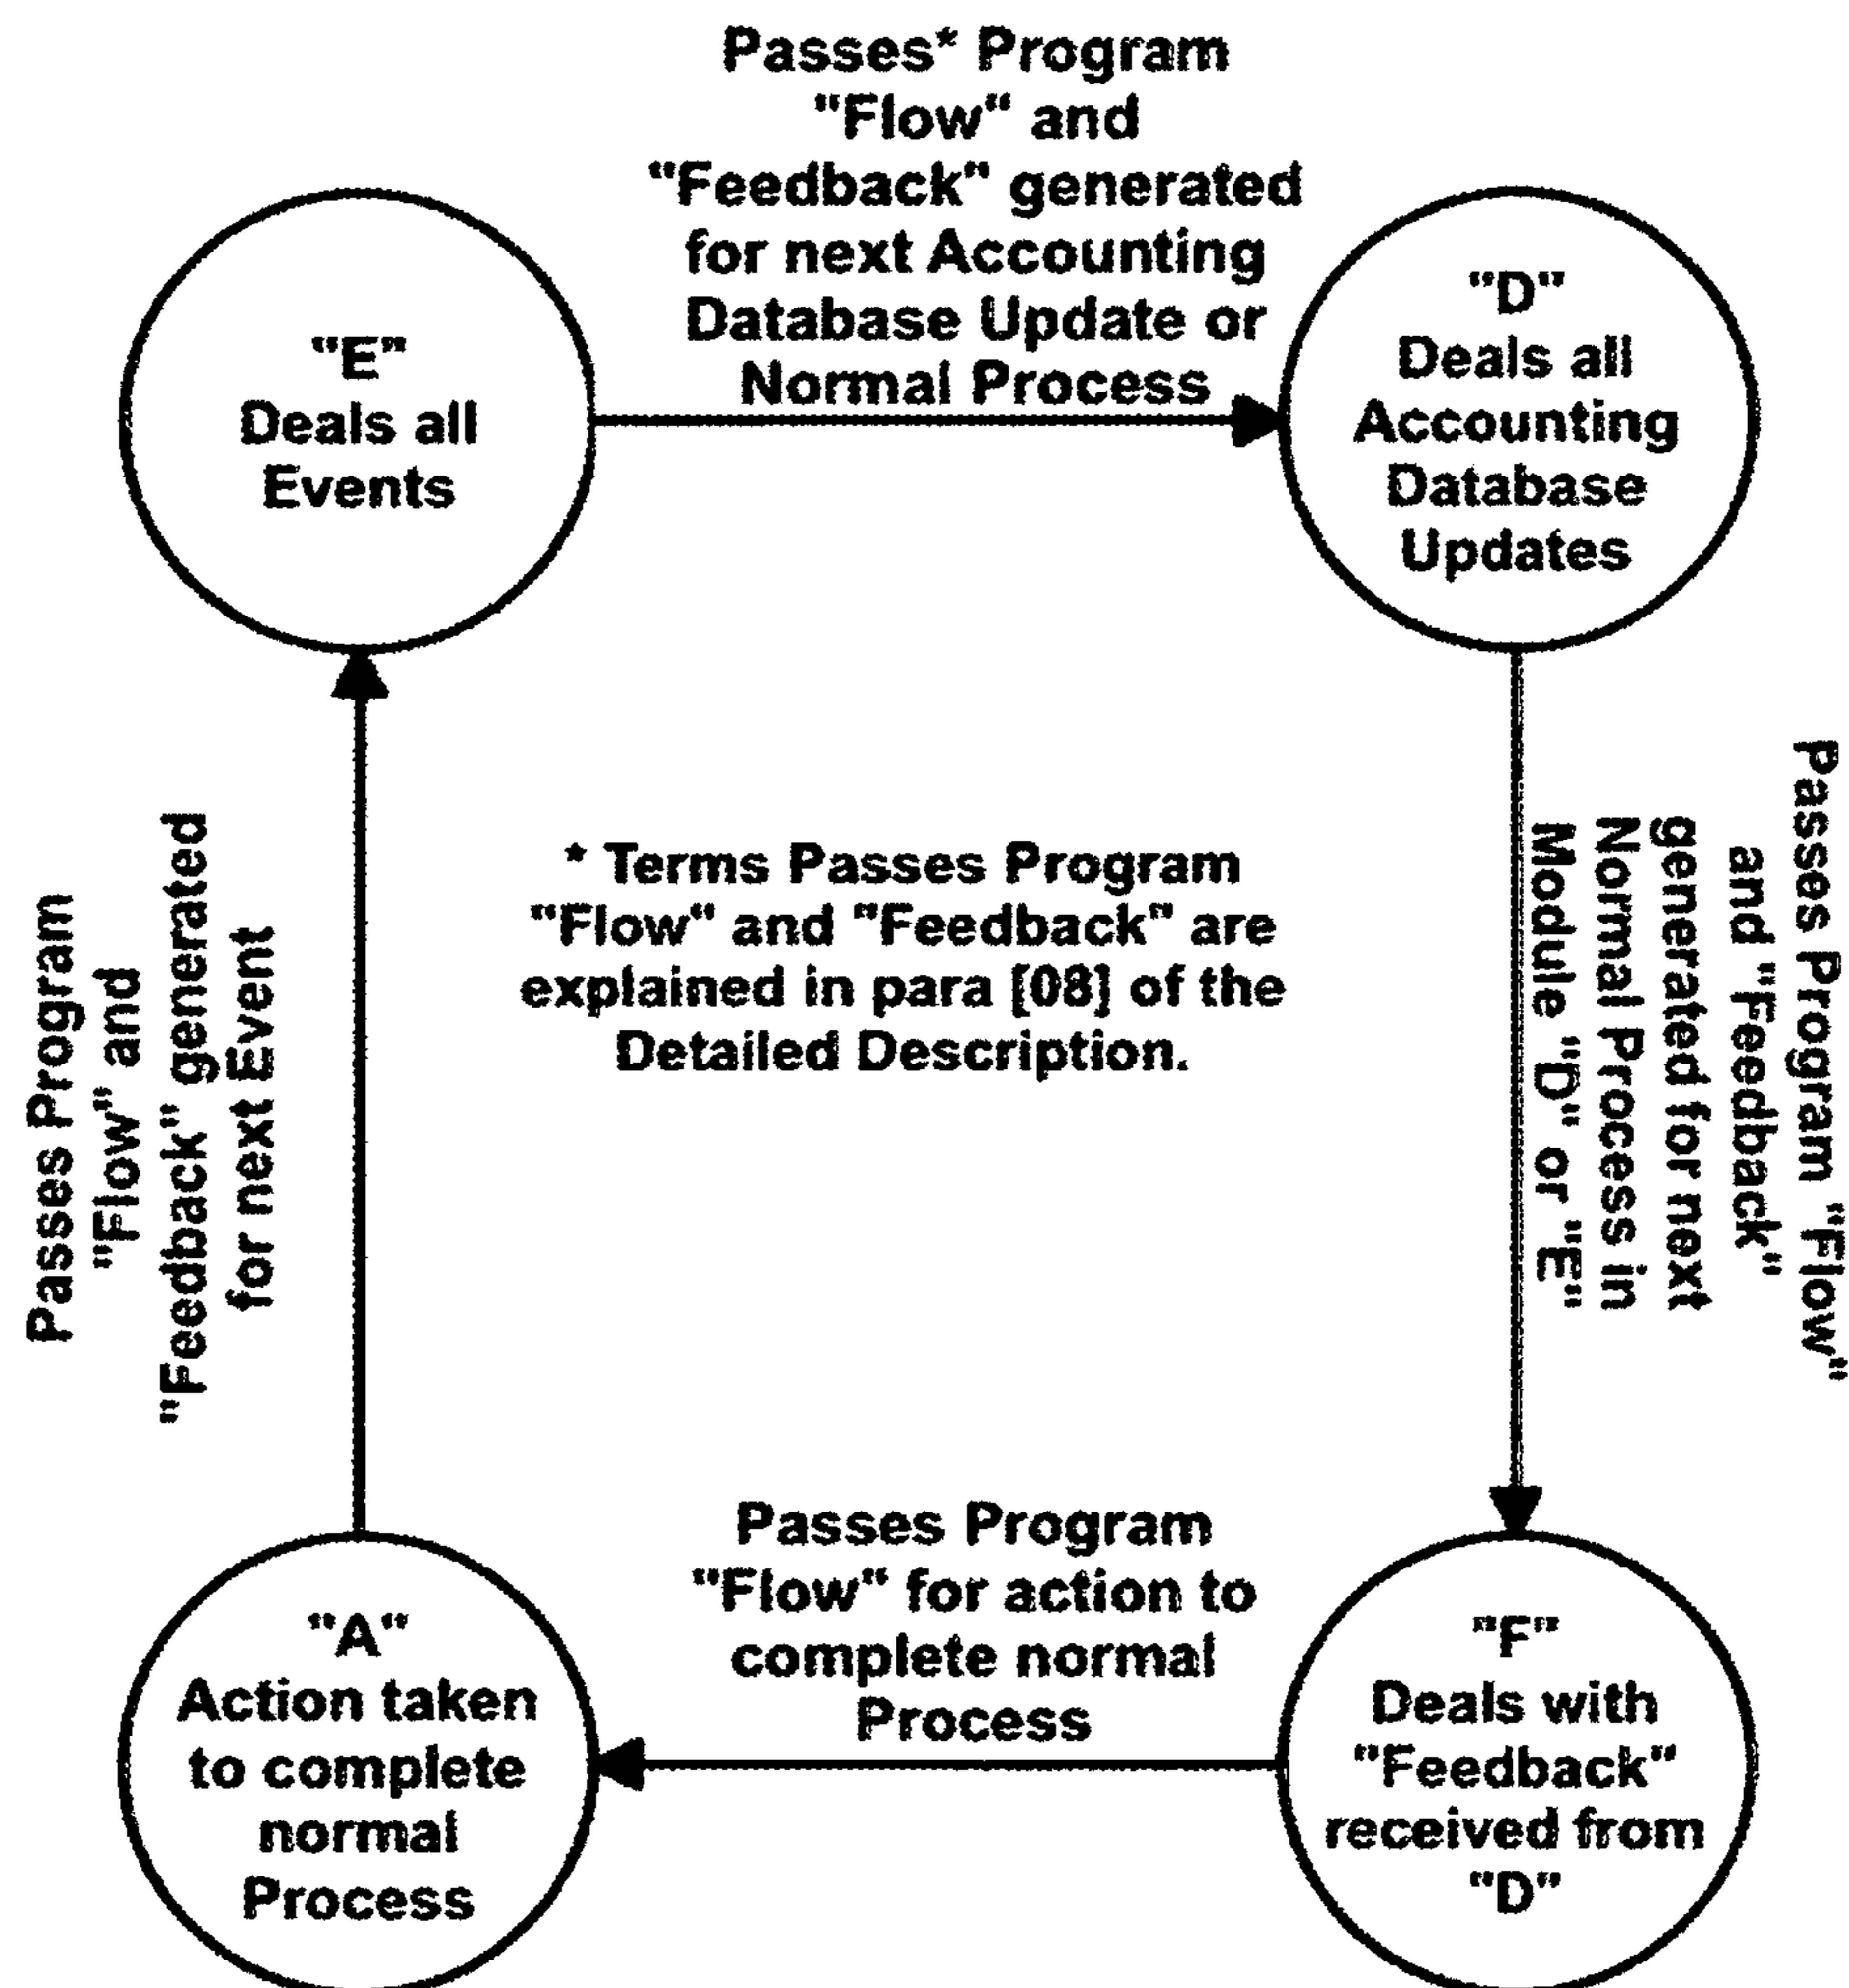 Passes* Program
"Flow" and
"Feedback" generated
for next Accounting
Database Update or
Normal Process
"E"
Deals all
Events
"D"
Deals all
Accounting
Database
Updates
Passes Program
"Flow" and
"Feedback" generated
for next Event
* Terms Passes Program
"Flow" and "Feedback" are
explained in para [08] of the
Detailed Description.
Passes Program "Flow"
and "Feedback"
generated for next
Normal Process in
Module "D" or "E"
Passes Program
"Flow" for action to
complete normal
Process
"A"
Action taken
to complete
normal
Process
"F"
Deals with
"Feedback"
received from
"D"